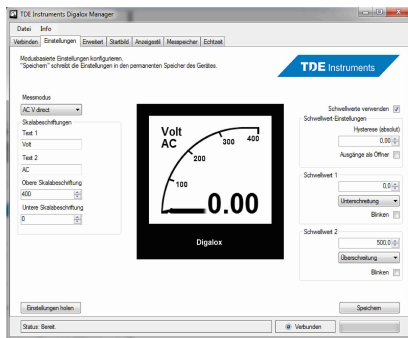 TDE Instruments Digalox Manager
Datei Info
Verbinden Einstellungen Erweitert Startbild Anzeigestil Messspeicher Echtzeit
Modusbasierte Einstellungen konfigurieren.
"Speichern" schreibt die Einstellungen in den permanenten Speicher des Gerätes.
TDE Instruments
Messmodus
AC V direct
Skalabeschriftungen
Text 1
Volt
Text 2
AC
Obere Skalabeschriftung
400
Untere Skalabeschriftung
0
Volt
AC
100
200
300
400
0.00
Digalox
Schwellwerte verwenden
Schwellwert-Einstellungen
Hysterese (absolut)
0,00
Ausgänge als Öffner
Schwellwert 1
0,0
Unterschreitung
Blinken
Schwellwert 2
500,0
Überschreitung
Blinken
Einstellungen holen
Speichern
Status: Bereit.
Verbunden